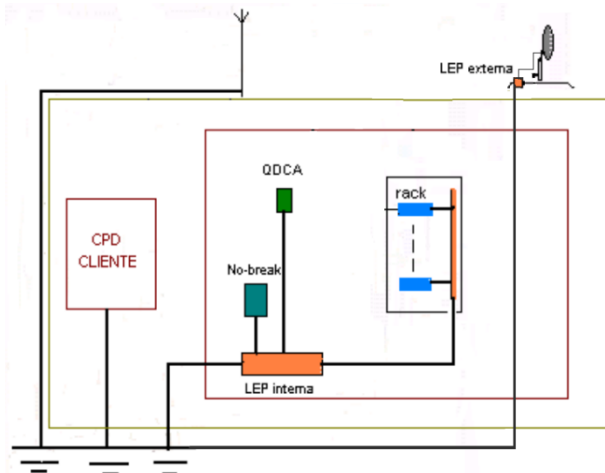 LEP externa
QDCA
rack
CPD
CLIENTE
No-break
LEP interna